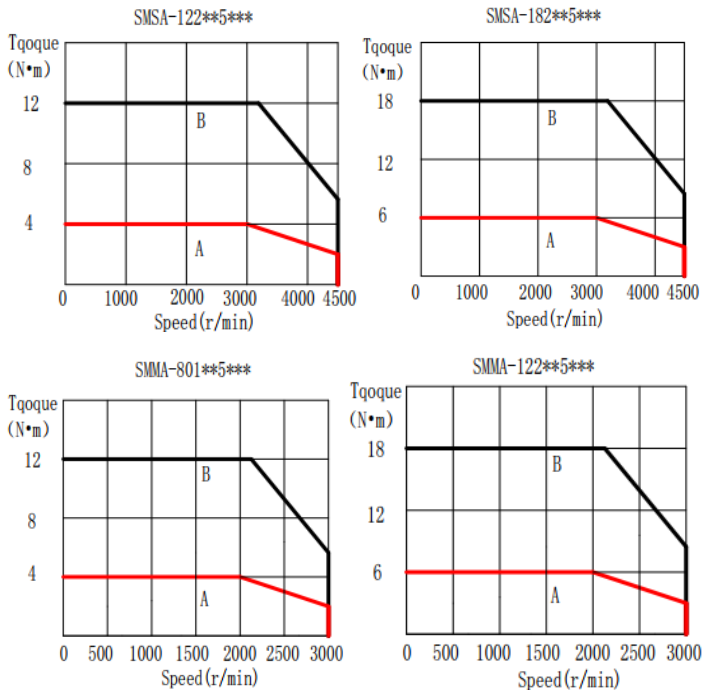 SMSA-122**5***
Tqoque
(N•m)
12
8
4
B
A
0 1000 2000 3000 4000 4500
Speed(r/min)
SMSA-182**5***
Tqoque
(N•m)
18
12
6
B
A
0 1000 2000 3000 4000 4500
Speed(r/min)
SMMA-801**5***
Tqoque
(N•m)
12
8
4
B
A
0 500 1000 1500 2000 2500 3000
Speed(r/min)
SMMA-122**5***
Tqoque
(N•m)
18
12
6
B
A
0 500 1000 1500 2000 2500 3000
Speed(r/min)